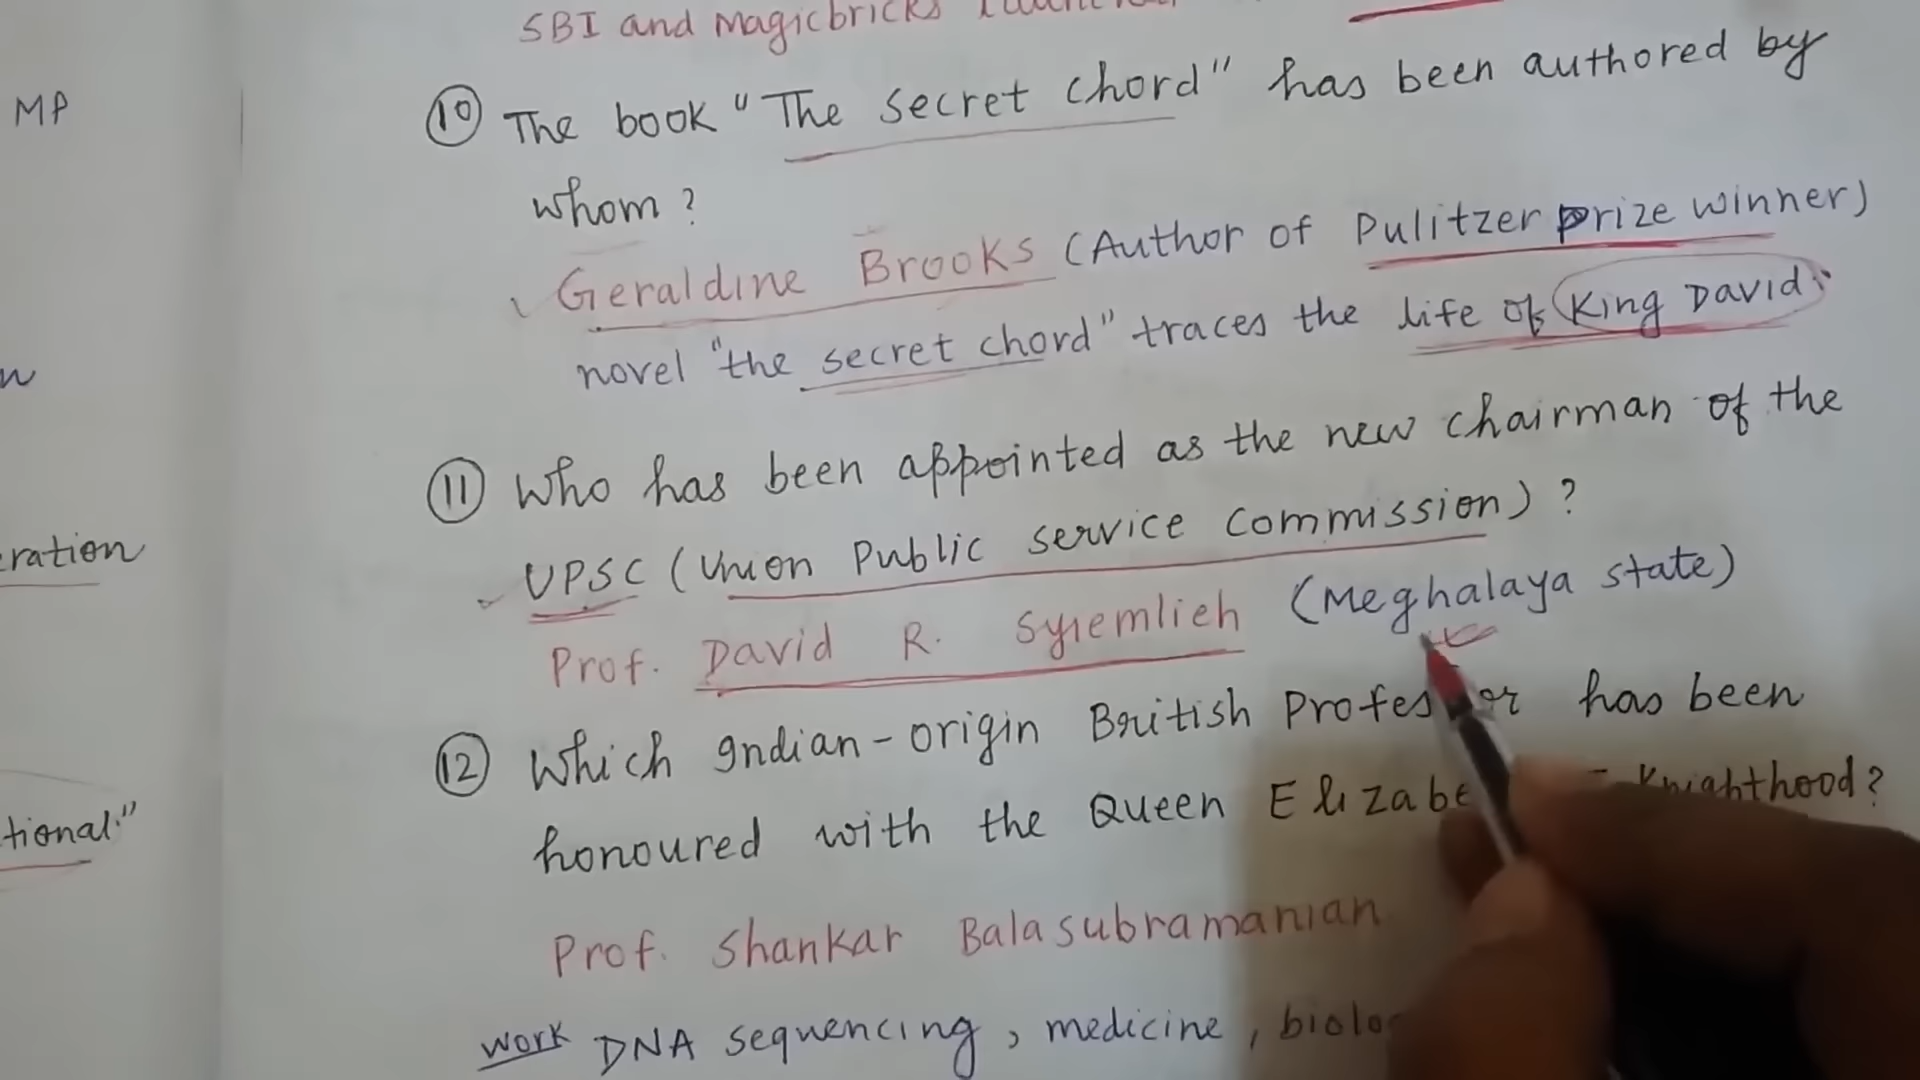 MP
ration
tional."
SBI and Magicbricks
⑩ The book "The secret chord" has been authored by
whom?
Geraldine Brooks (Author of Pulitzer prize winner)
novel "the secret chord" traces the life of King David.
⑪ Who has been appointed as the new chairman of the
UPSC (Union Public service commission)?
Prof. David R. Syiemlieh (Meghalaya state)
⑫ Which Indian-origin British Professor has been
honoured with the Queen Knighthood?
Prof. Shankar Balasubramanian
work DNA sequencing, medicine,